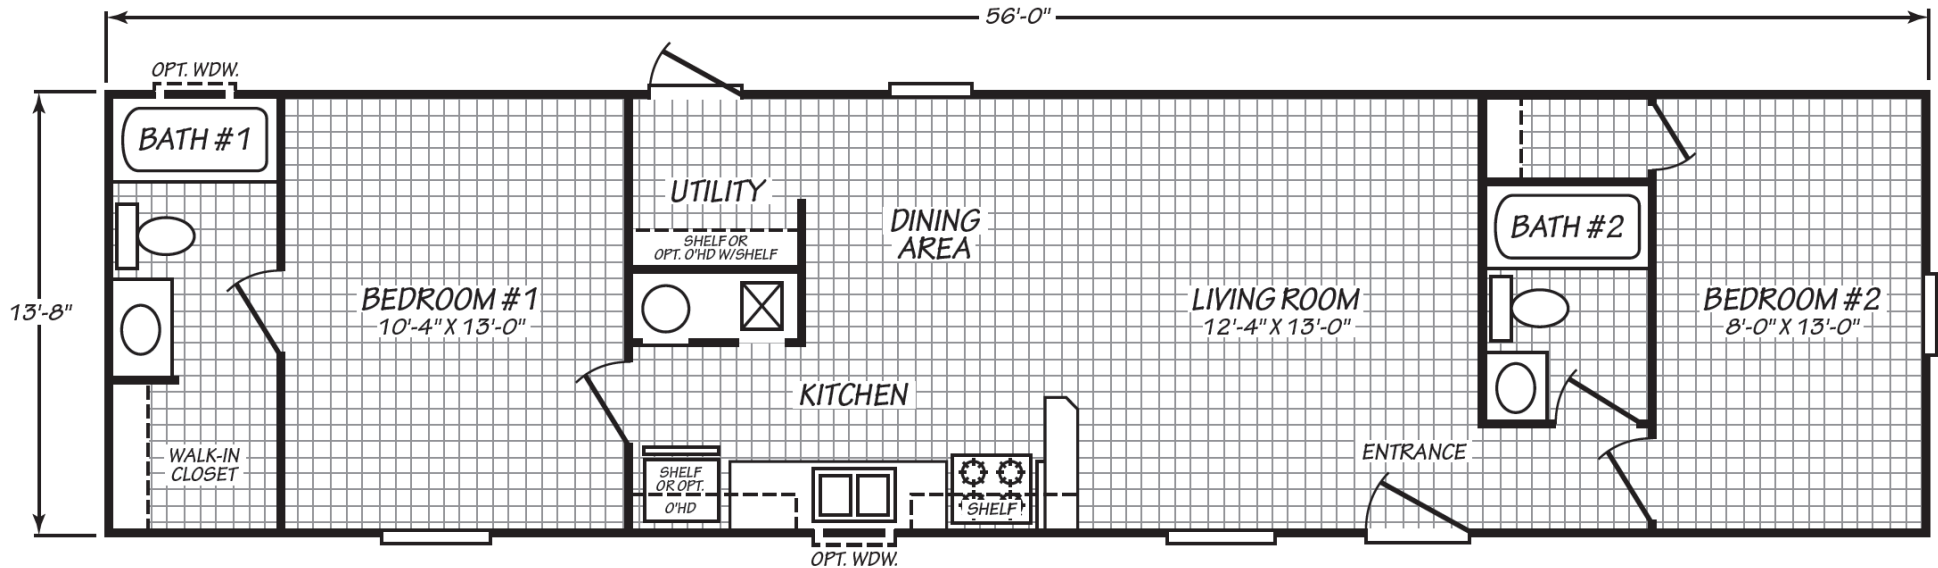 56'-0"
OPT. WDW.
BATH #1
UTILITY
SHELF OR
OPT. O'HD W/SHELF
DINING
AREA
BATH #2
13'-8"
BEDROOM #1
10'-4" X 13'-0"
LIVING ROOM
12'-4" X 13'-0"
BEDROOM #2
8'-0" X 13'-0"
KITCHEN
WALK-IN
CLOSET
SHELF
OR OPT.
O'HD
SHELF
ENTRANCE
OPT. WDW.